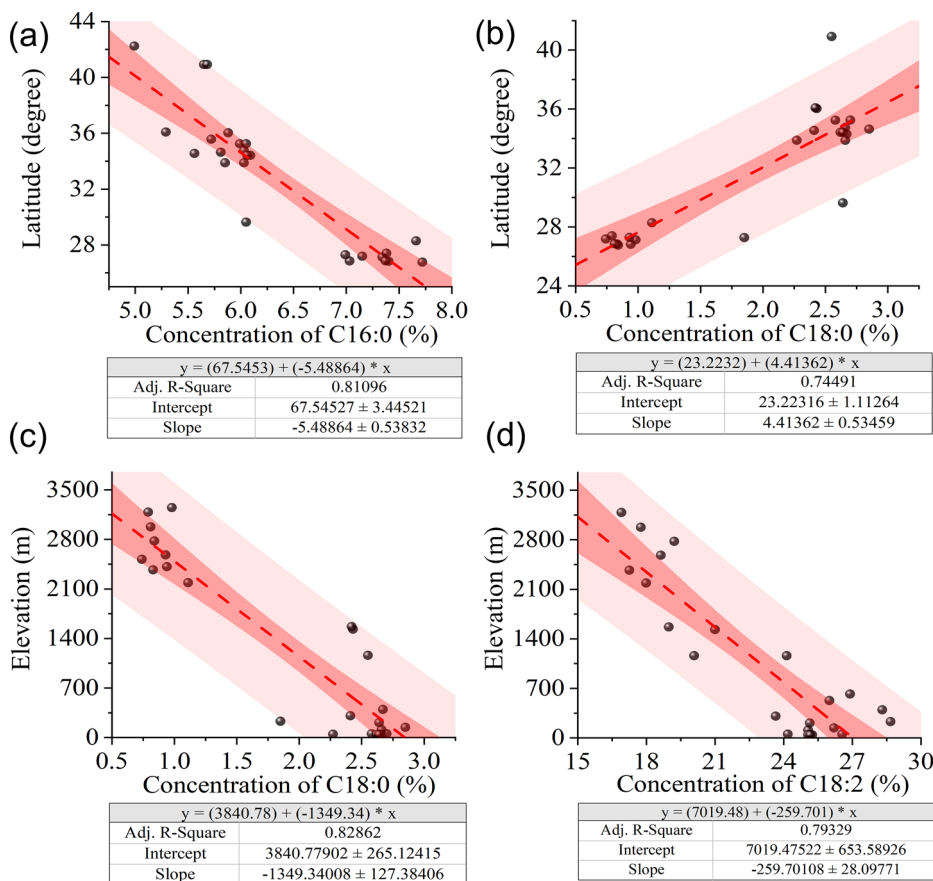 (a)
44
40
36
32
28
Latitude (degree)
5.0 5.5 6.0 6.5 7.0 7.5 8.0
Concentration of C16:0 (%)
y = (67.5453) + (-5.48864) * x
Adj. R-Square 0.81096
Intercept 67.54527 ± 3.44521
Slope -5.48864 ± 0.53832
(b)
40
36
32
28
24
Latitude (degree)
0.5 1.0 1.5 2.0 2.5 3.0
Concentration of C18:0 (%)
y = (23.2232) + (4.41362) * x
Adj. R-Square 0.74491
Intercept 23.22316 ± 1.11264
Slope 4.41362 ± 0.53459
(c)
3500
2800
2100
1400
700
0
Elevation (m)
0.5 1.0 1.5 2.0 2.5 3.0
Concentration of C18:0 (%)
y = (3840.78) + (-1349.34) * x
Adj. R-Square 0.82862
Intercept 3840.77902 ± 265.12415
Slope -1349.34008 ± 127.38406
(d)
3500
2800
2100
1400
700
0
Elevation (m)
15 18 21 24 27 30
Concentration of C18:2 (%)
y = (7019.48) + (-259.701) * x
Adj. R-Square 0.79329
Intercept 7019.47522 ± 653.58926
Slope -259.70108 ± 28.09771